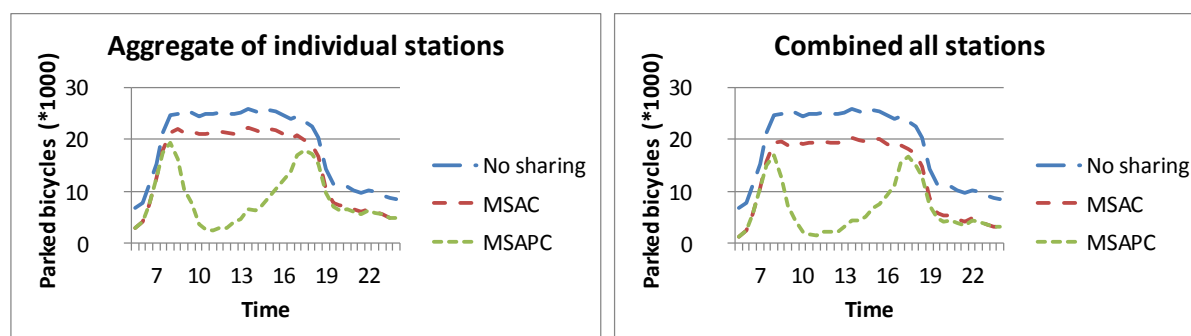 Aggregate of individual stations
Parked bicycles (*1000)
30
20
10
0
7 10 13 16 19 22
Time
No sharing
MSAC
MSAPC
Combined all stations
Parked bicycles (*1000)
30
20
10
0
7 10 13 16 19 22
Time
No sharing
MSAC
MSAPC